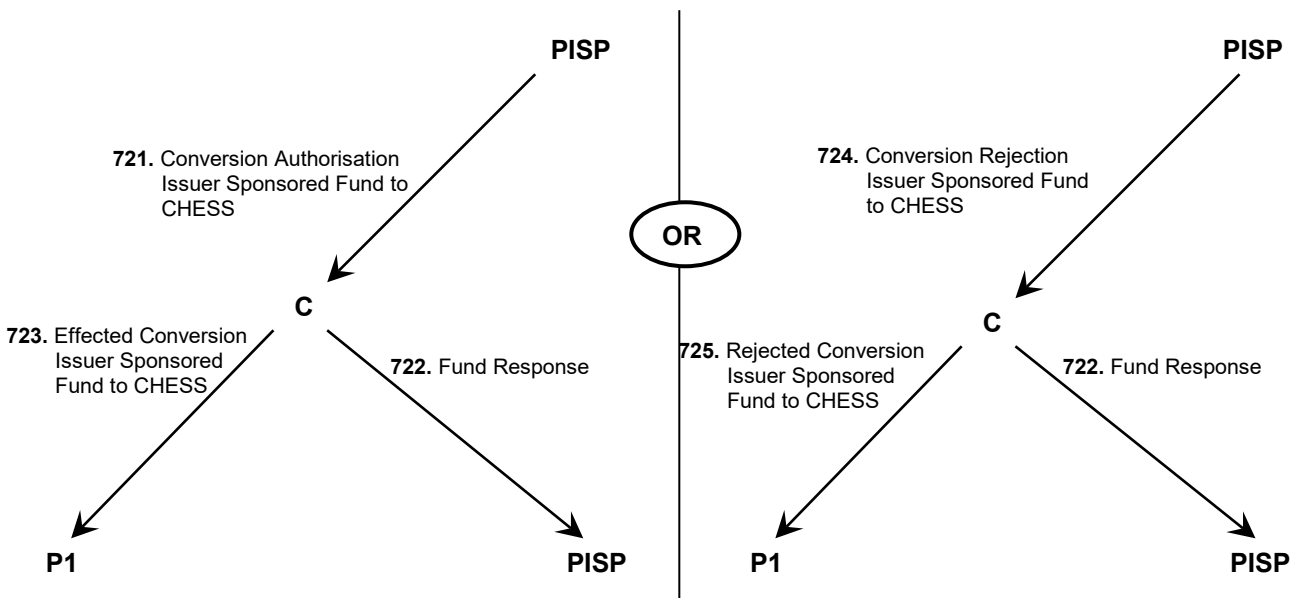 PISP
721. Conversion Authorisation
Issuer Sponsored Fund to
CHESS
C
723. Effected Conversion
Issuer Sponsored
Fund to CHESS
722. Fund Response
P1
PISP
OR
PISP
724. Conversion Rejection
Issuer Sponsored Fund
to CHESS
C
725. Rejected Conversion
Issuer Sponsored
Fund to CHESS
722. Fund Response
P1
PISP